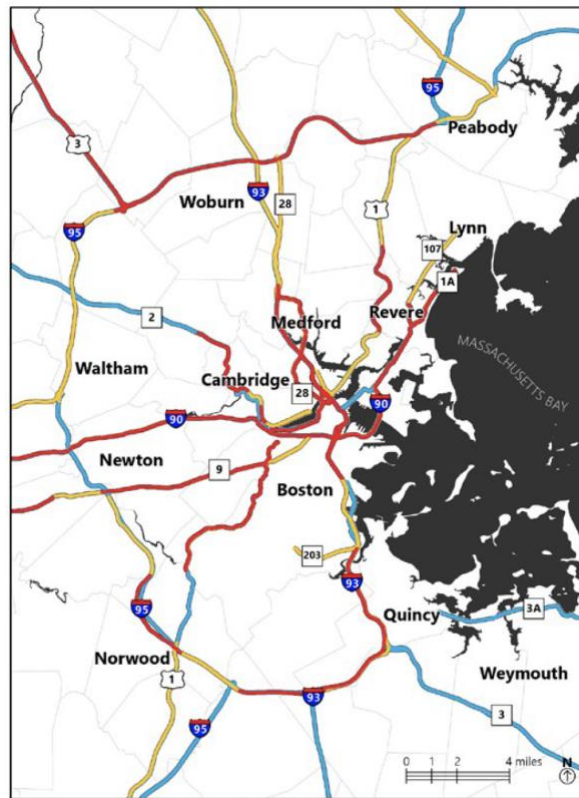 95
Peabody
3
93
Woburn
28
1
95
Lynn
107
1A
2
Medford
Revere
MASSACHUSETTS BAY
Waltham
Cambridge
28
90
90
Newton
9
Boston
203
93
95
Quincy
3A
Norwood
Weymouth
1
93
3
95
0 1 2 4 miles
N